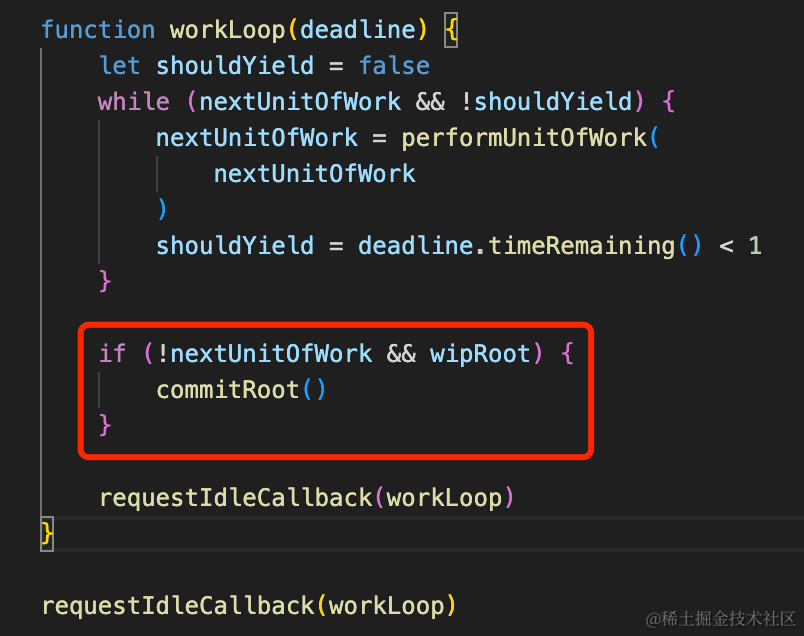 function workLoop(deadline) {
    let shouldYield = false
    while (nextUnitOfWork && !shouldYield) {
        nextUnitOfWork = performUnitOfWork(
            nextUnitOfWork
        )
        shouldYield = deadline.timeRemaining() < 1
    }
    if (!nextUnitOfWork && wipRoot) {
        commitRoot()
    }
    requestIdleCallback(workLoop)
}
requestIdleCallback(workLoop)
@稀土掘金技术社区